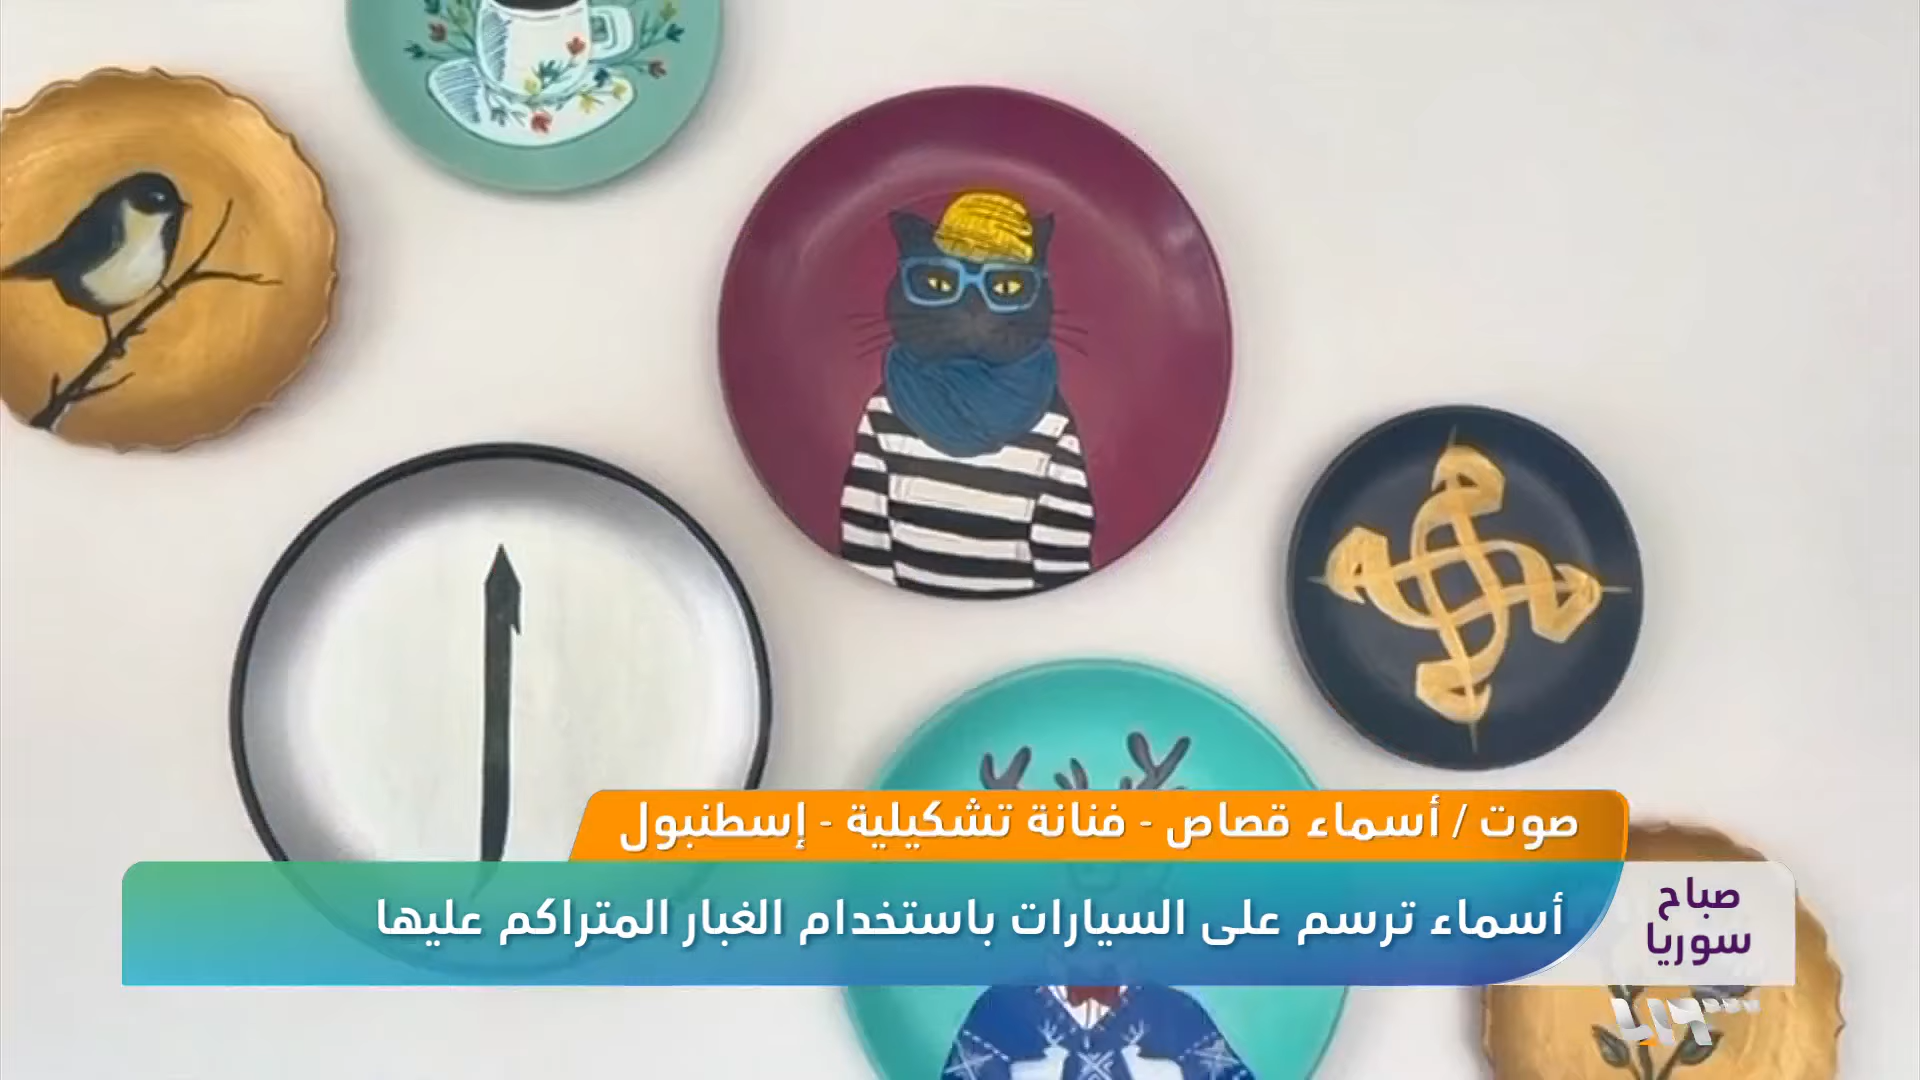 صوت / أسماء قصاص - فنانة تشكيلية - إسطنبول
أسماء ترسم على السيارات باستخدام الغبار المتراكم عليها
صباح
سوريا